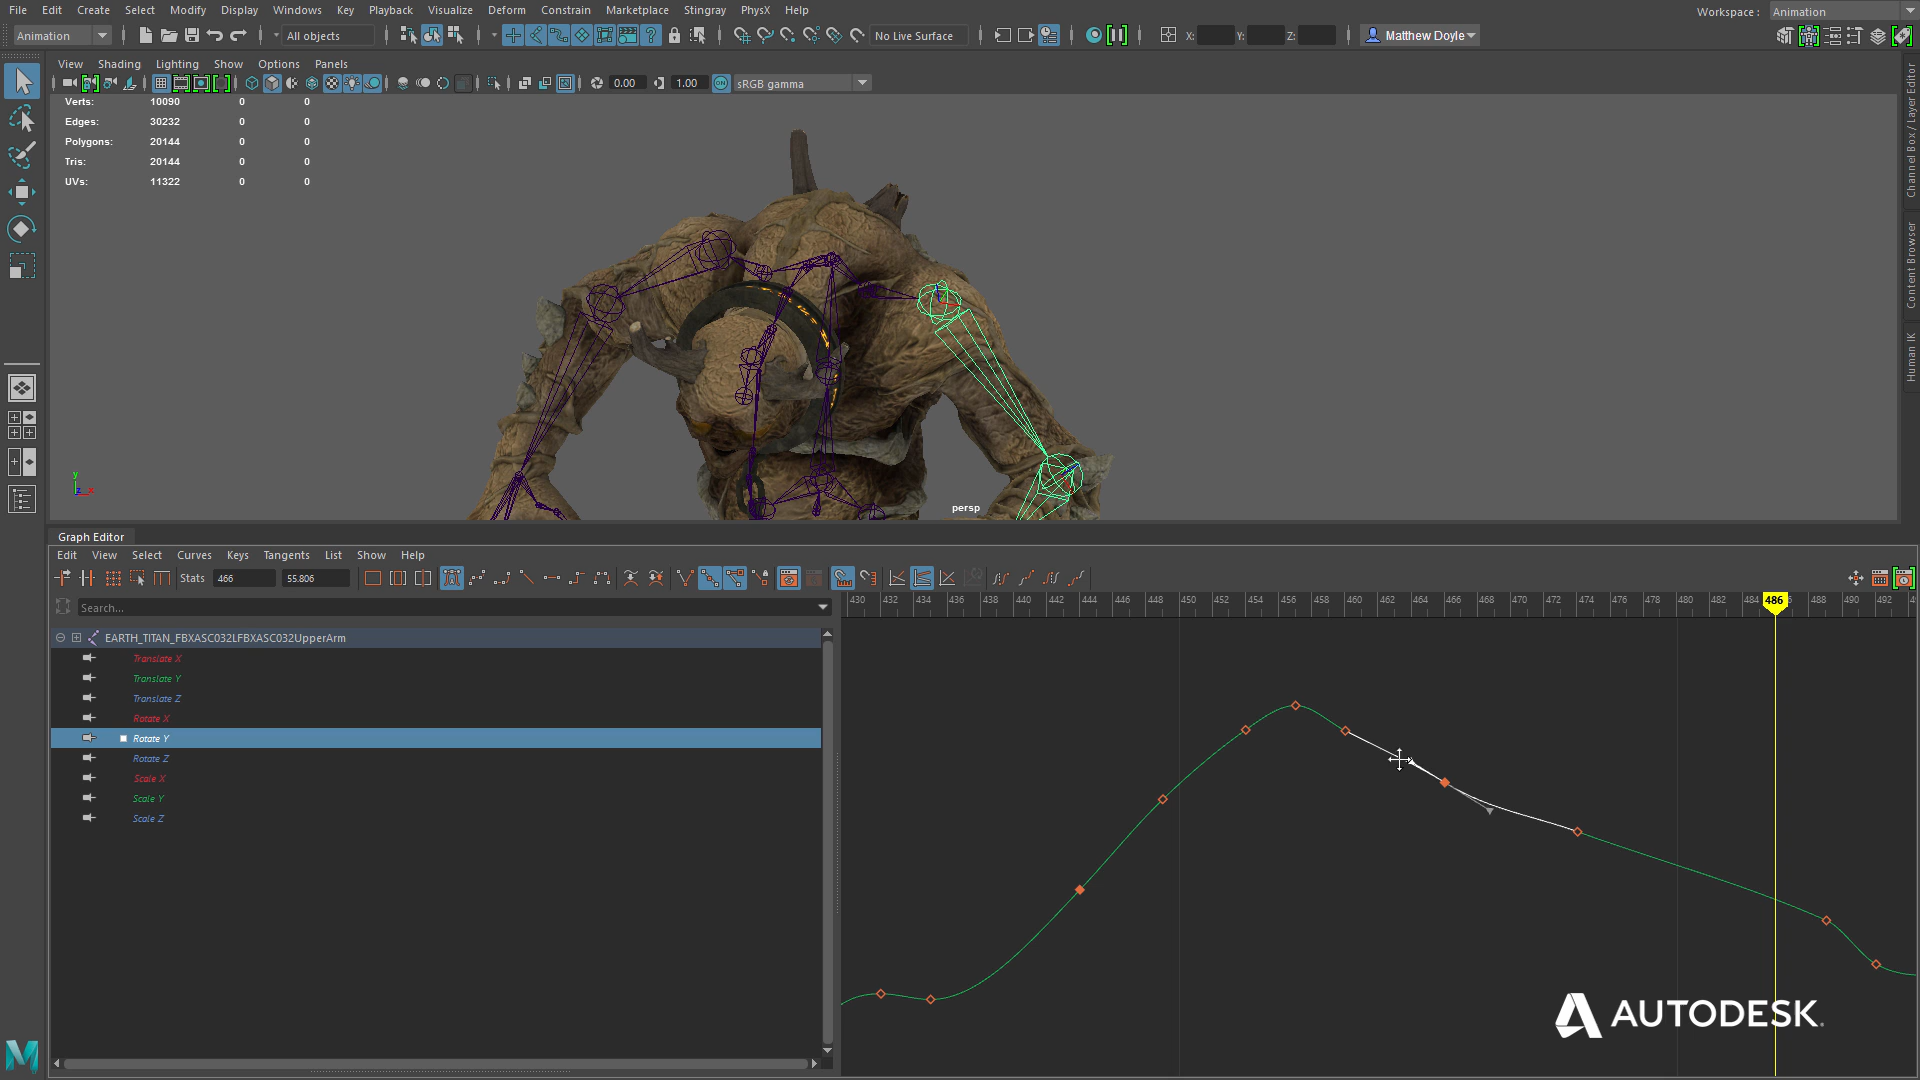 File Edit Create Select Modify Display Windows Key Playback Visualize Deform Constrain Marketplace Stingray PhysX Help
Workspace : Animation
Animation All objects No Live Surface X: Y: Z: Matthew Doyle
View Shading Lighting Show Options Panels
0.00 1.00 ON sRGB gamma
Verts: 10090 0 0
Edges: 30232 0 0
Polygons: 20144 0 0
Tris: 20144 0 0
UVs: 11322 0 0
Channel Box / Layer Editor
Content Browser
Human IK
y
z x
persp
Graph Editor
Edit View Select Curves Keys Tangents List Show Help
Stats 466 55.806
Search...
430 432 434 436 438 440 442 444 446 448 450 452 454 456 458 460 462 464 466 468 470 472 474 476 478 480 482 484 486 488 490 492
EARTH_TITAN_FBXASC032LFBXASC032UpperArm
Translate X
Translate Y
Translate Z
Rotate X
Rotate Y
Rotate Z
Scale X
Scale Y
Scale Z
AUTODESK.
M